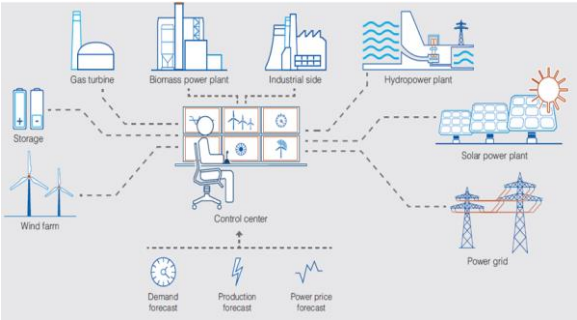 Gas turbine
Biomass power plant
Industrial side
Hydropower plant
Storage
Solar power plant
Wind farm
Control center
Power grid
Demand
forecast
Production
forecast
Power price
forecast